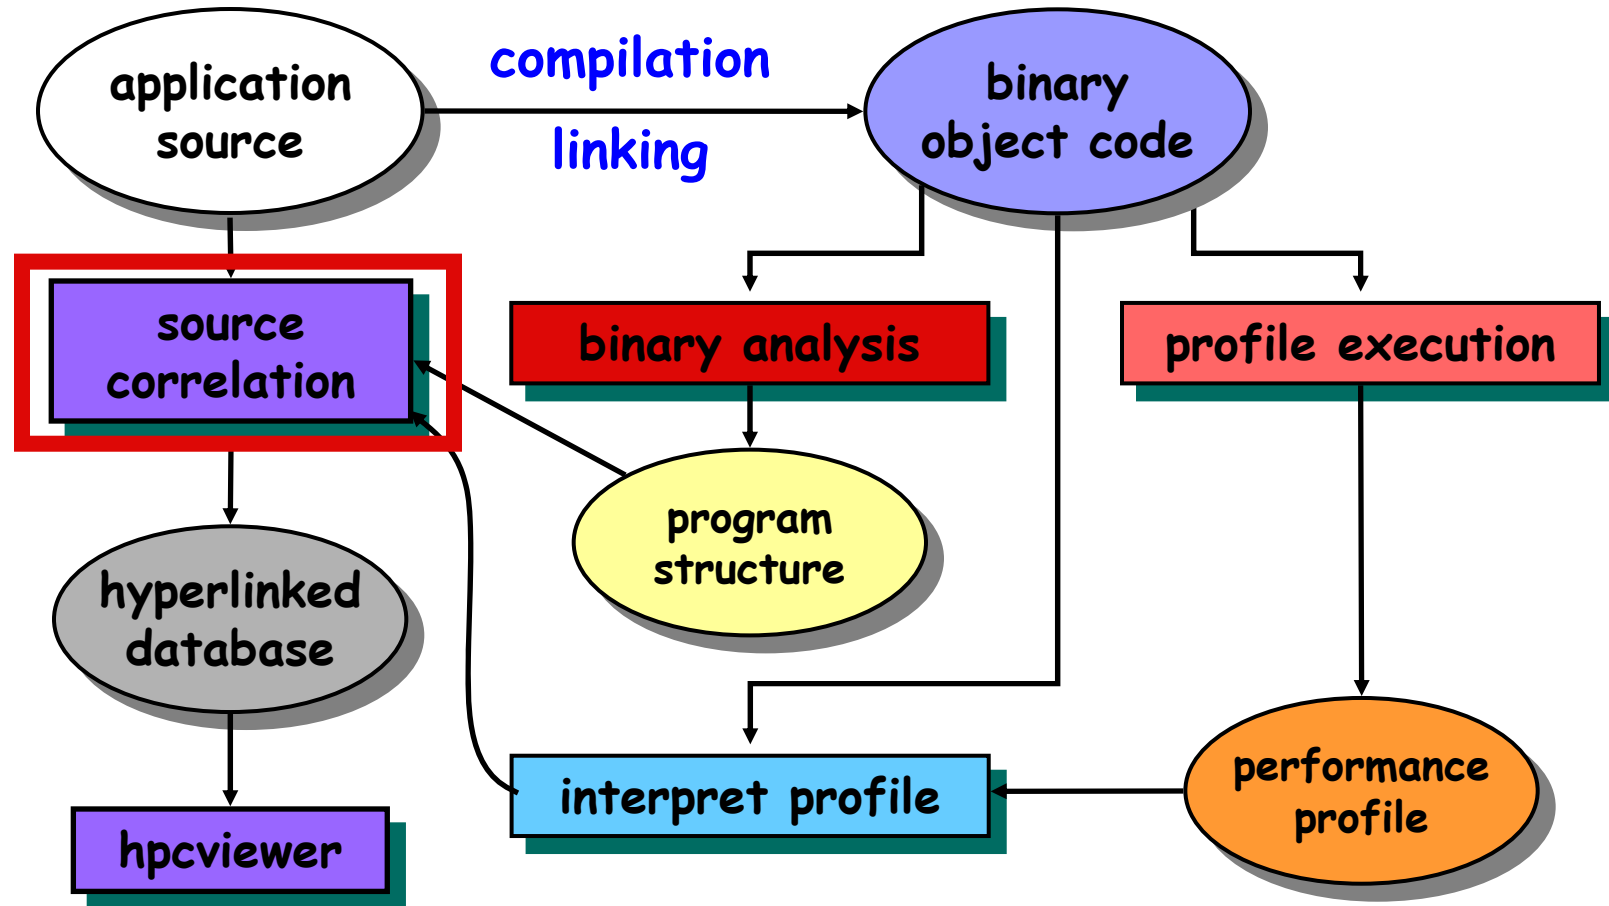 application
source
compilation
linking
binary
object code
source
correlation
binary analysis
profile execution
program
structure
hyperlinked
database
interpret profile
performance
profile
hpcviewer